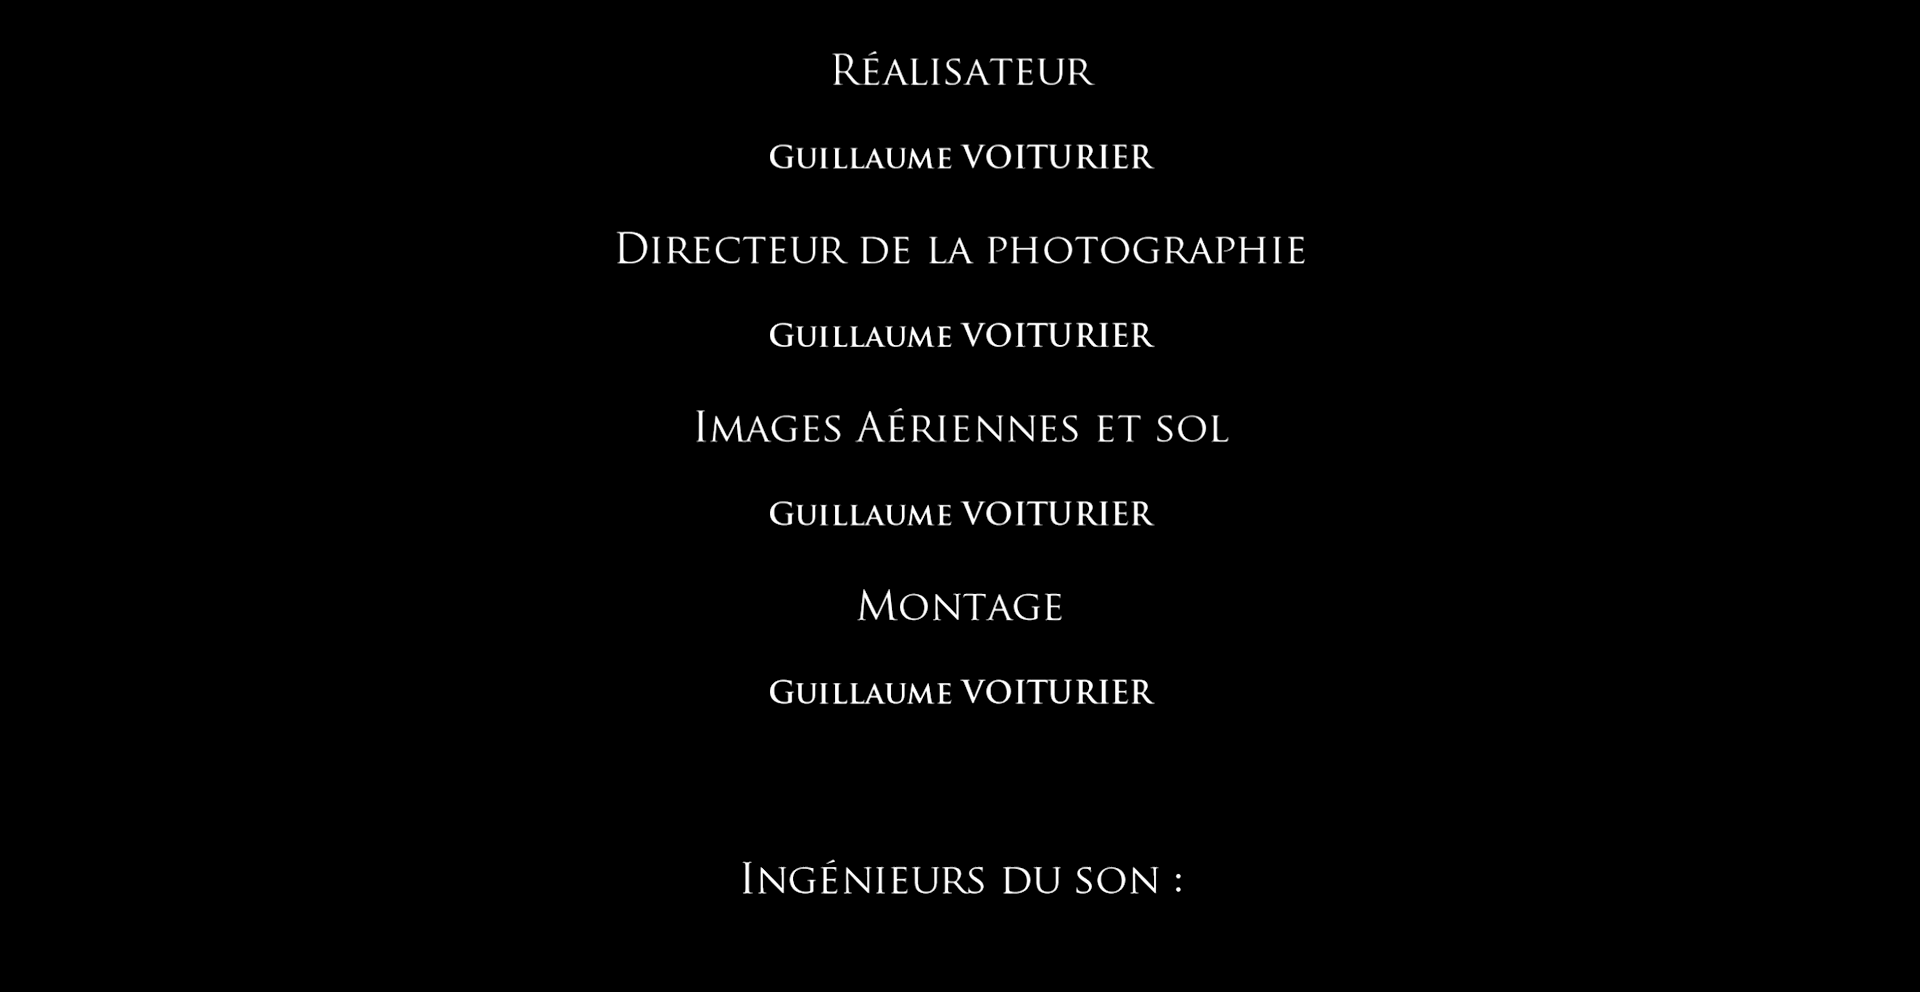 Réalisateur
Guillaume VOITURIER
Directeur de la photographie
Guillaume VOITURIER
Images Aériennes et sol
Guillaume VOITURIER
Montage
Guillaume VOITURIER
Ingénieurs du son :